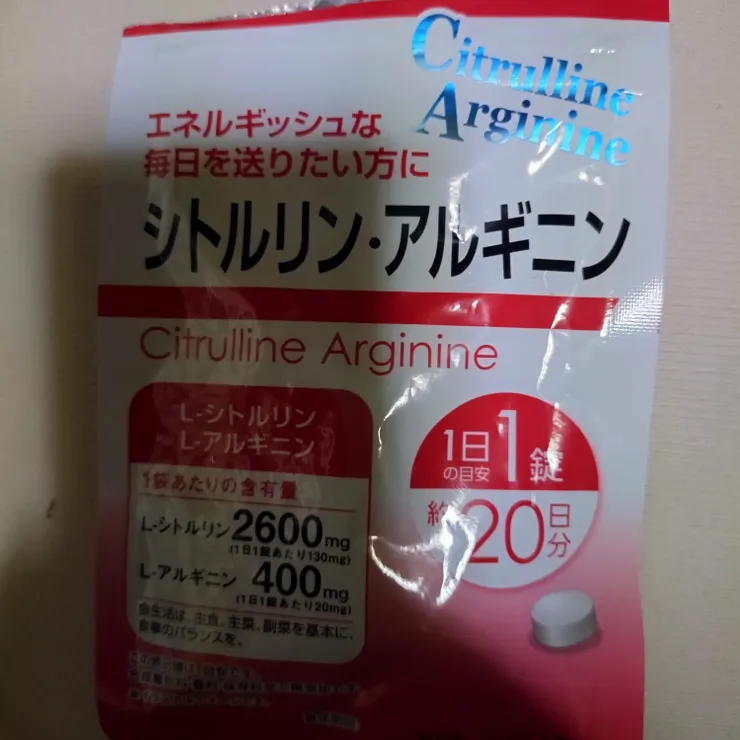 Citrulline
Arginine
エネルギッシュな
毎日を送りたい方に
シトルリン・アルギニン
Citrulline Arginine
L-シトルリン
L-アルギニン
1袋あたりの含有量
L-シトルリン2600mg
(1日1錠あたり130mg)
L-アルギニン 400mg
(1日1錠あたり20mg)
食生活は、主食、主菜、副菜を基本に、
食事のバランスを。
1日の目安1錠
約20日分